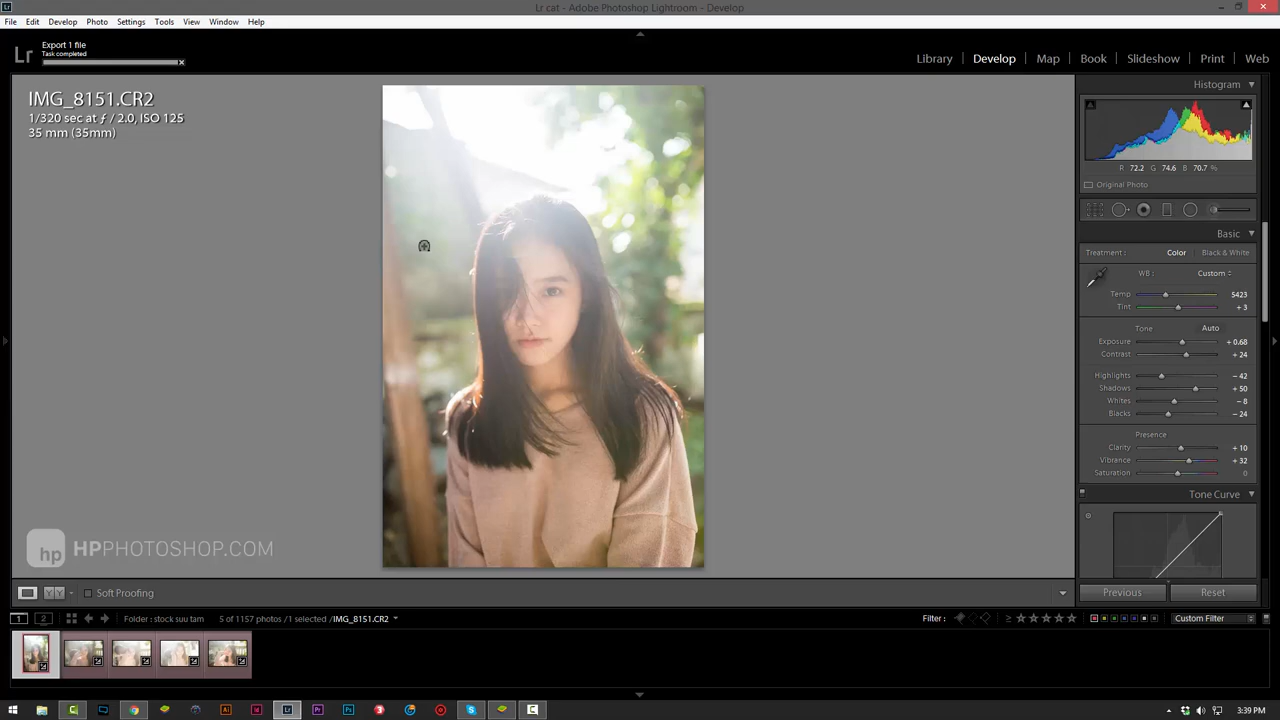 Lr cat - Adobe Photoshop Lightroom - Develop
File Edit Develop Photo Settings Tools View Window Help
Lr
Export 1 file
Task completed
Library | Develop | Map | Book | Slideshow | Print | Web
IMG_8151.CR2
1/320 sec at ƒ / 2.0, ISO 125
35 mm (35mm)
Histogram
R 72.2 G 74.6 B 70.7 %
Original Photo
Basic
Treatment : Color Black & White
WB : Custom
Temp 5423
Tint + 3
Tone Auto
Exposure + 0.68
Contrast + 24
Highlights – 42
Shadows + 50
Whites – 8
Blacks – 24
Presence
Clarity + 10
Vibrance + 32
Saturation 0
Tone Curve
hp HPPHOTOSHOP.COM
Soft Proofing
Previous Reset
1 2 Folder : stock suu tam 5 of 1157 photos /1 selected /IMG_8151.CR2 Filter : Custom Filter
3:39 PM